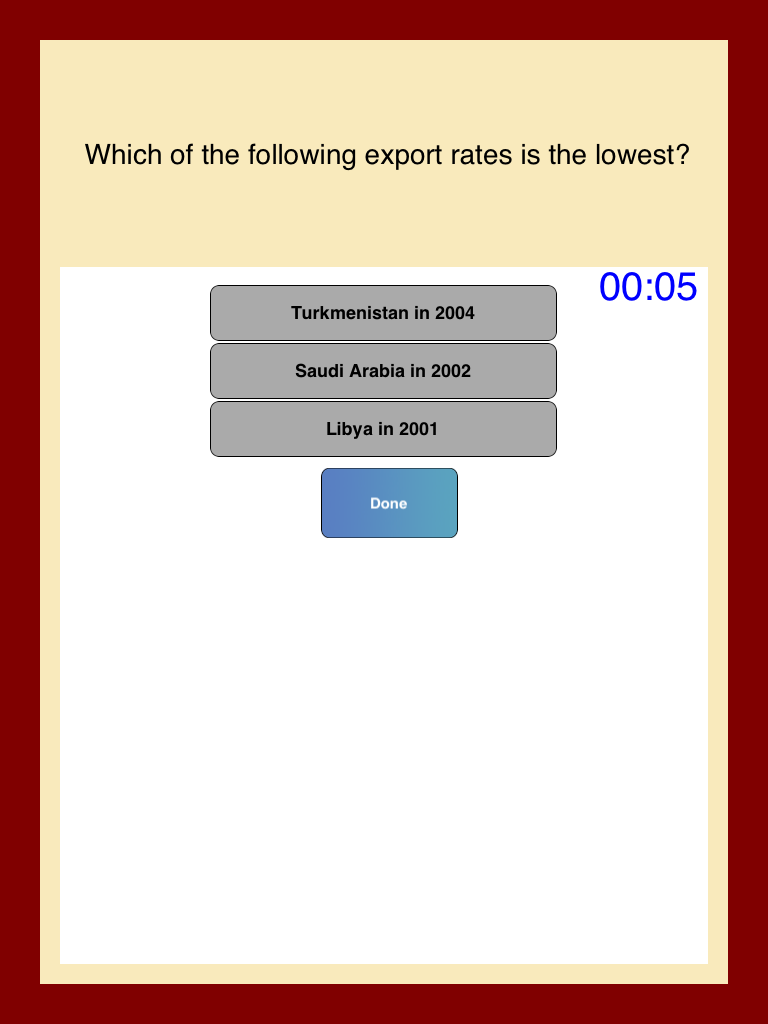 Which of the following export rates is the lowest?
00:05
Turkmenistan in 2004
Saudi Arabia in 2002
Libya in 2001
Done